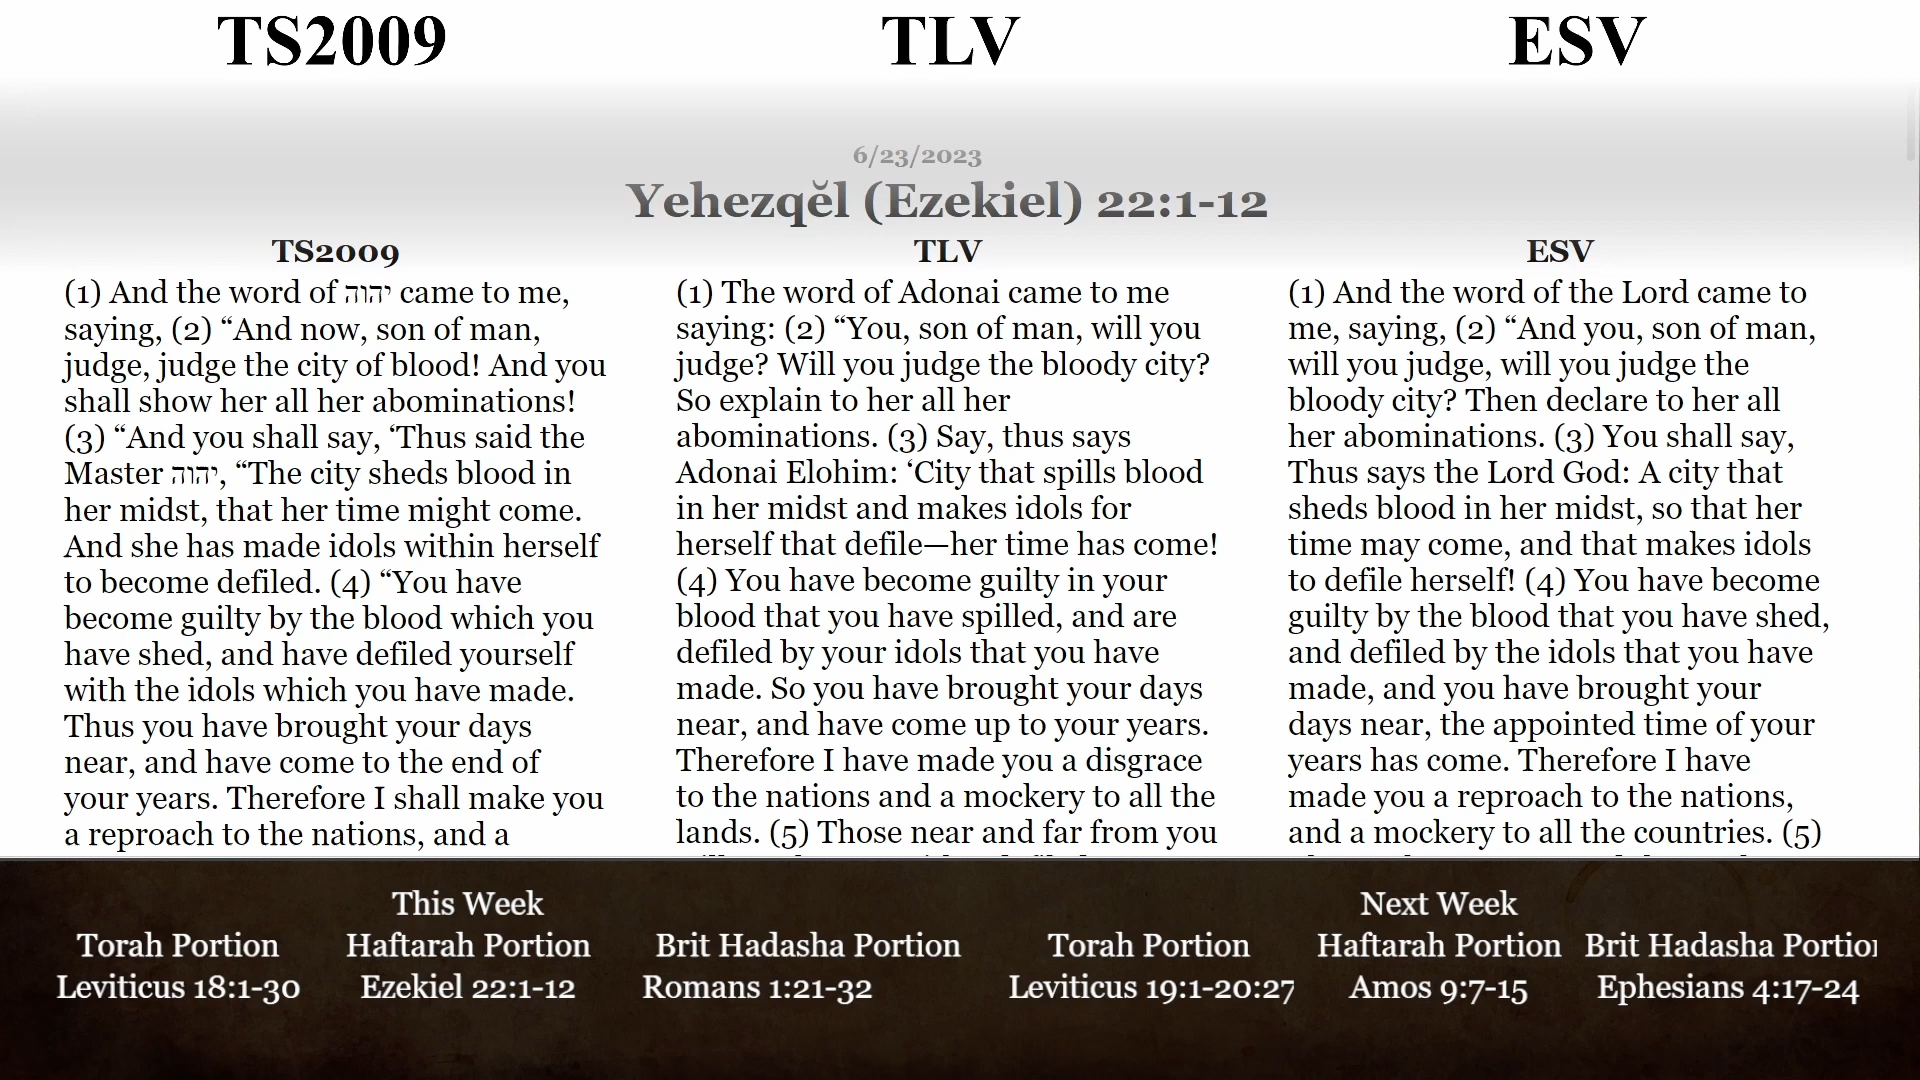 TS2009
TLV
ESV
6/23/2023
Yehezqĕl (Ezekiel) 22:1-12
TS2009
(1) And the word of יהוה came to me,
saying, (2) “And now, son of man,
judge, judge the city of blood! And you
shall show her all her abominations!
(3) “And you shall say, ‘Thus said the
Master יהוה, “The city sheds blood in
her midst, that her time might come.
And she has made idols within herself
to become defiled. (4) “You have
become guilty by the blood which you
have shed, and have defiled yourself
with the idols which you have made.
Thus you have brought your days
near, and have come to the end of
your years. Therefore I shall make you
a reproach to the nations, and a
TLV
(1) The word of Adonai came to me
saying: (2) “You, son of man, will you
judge? Will you judge the bloody city?
So explain to her all her
abominations. (3) Say, thus says
Adonai Elohim: ‘City that spills blood
in her midst and makes idols for
herself that defile—her time has come!
(4) You have become guilty in your
blood that you have spilled, and are
defiled by your idols that you have
made. So you have brought your days
near, and have come up to your years.
Therefore I have made you a disgrace
to the nations and a mockery to all the
lands. (5) Those near and far from you
ESV
(1) And the word of the Lord came to
me, saying, (2) “And you, son of man,
will you judge, will you judge the
bloody city? Then declare to her all
her abominations. (3) You shall say,
Thus says the Lord God: A city that
sheds blood in her midst, so that her
time may come, and that makes idols
to defile herself! (4) You have become
guilty by the blood that you have shed,
and defiled by the idols that you have
made, and you have brought your
days near, the appointed time of your
years has come. Therefore I have
made you a reproach to the nations,
and a mockery to all the countries. (5)
This Week
Torah Portion Haftarah Portion Brit Hadasha Portion
Leviticus 18:1-30 Ezekiel 22:1-12 Romans 1:21-32
Next Week
Torah Portion Haftarah Portion Brit Hadasha Portion
Leviticus 19:1-20:27 Amos 9:7-15 Ephesians 4:17-24